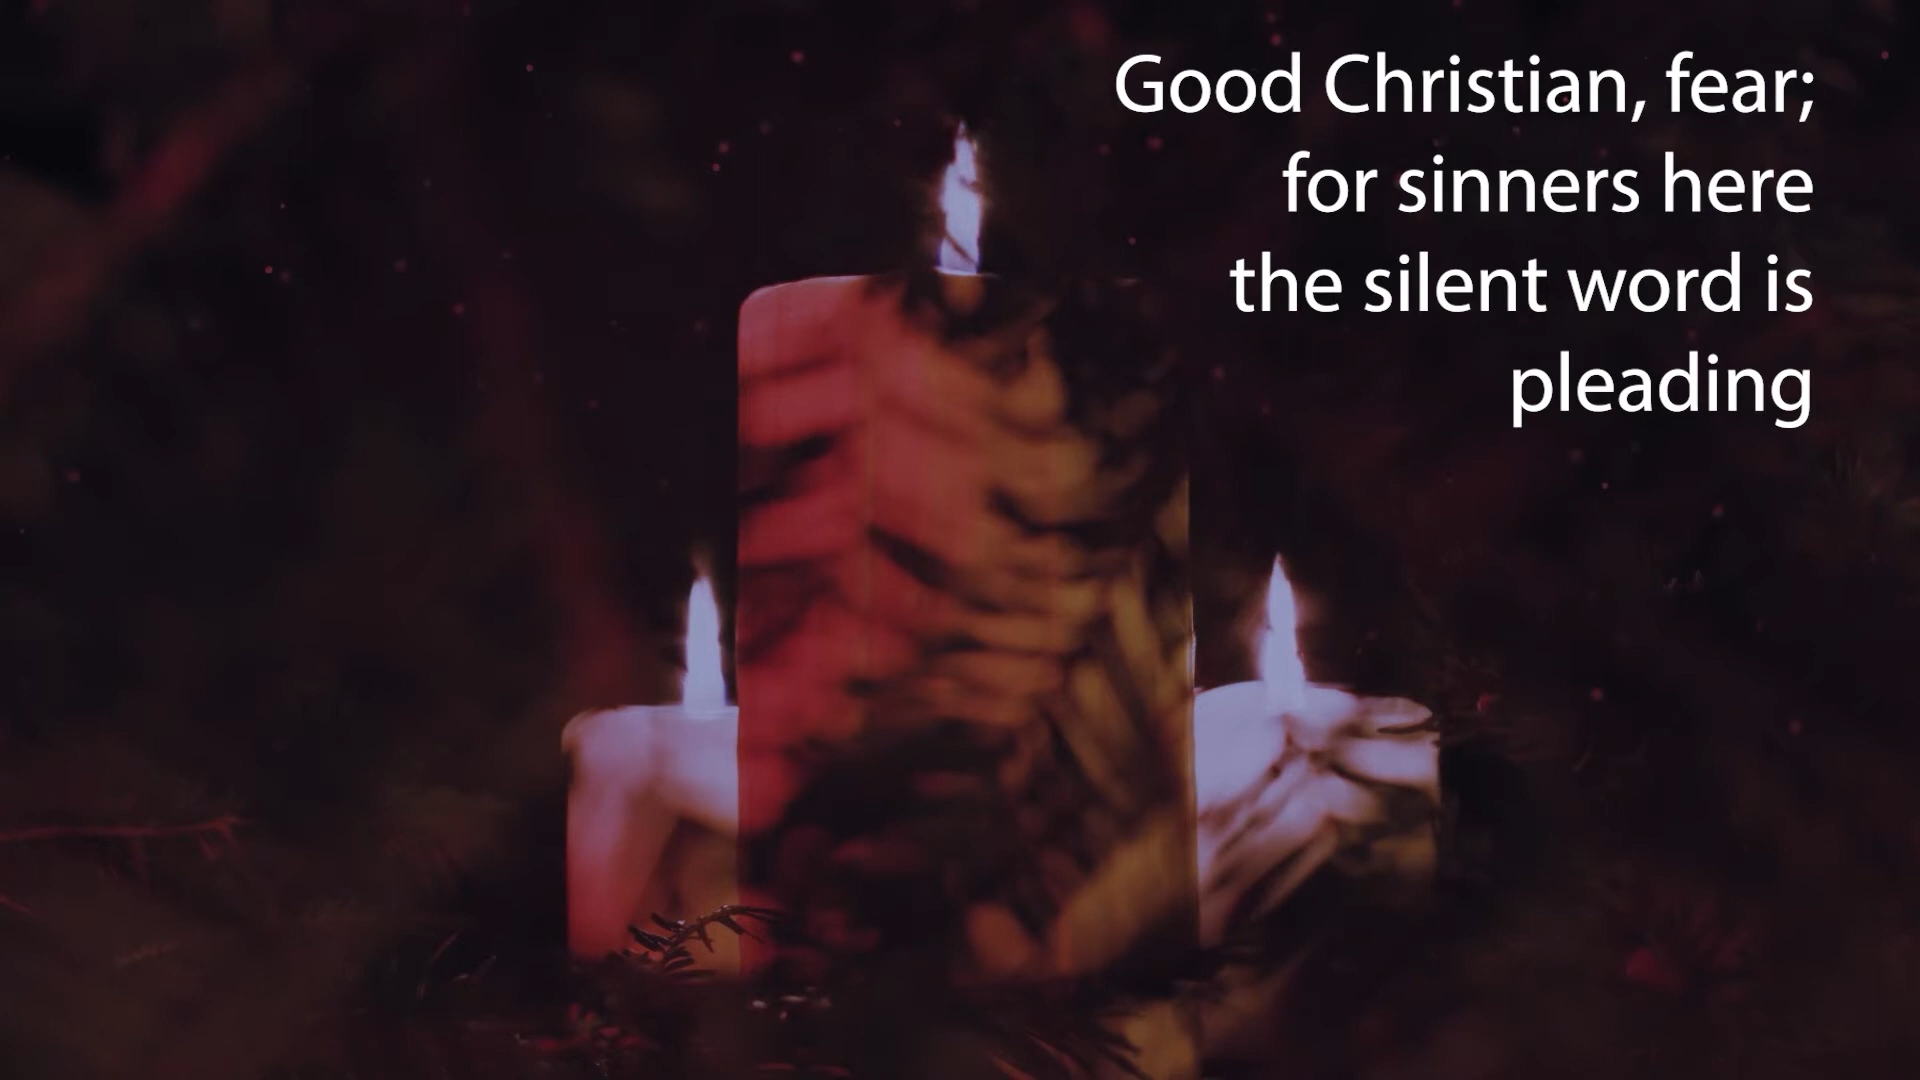 Good Christian, fear;
for sinners here
the silent word is
pleading